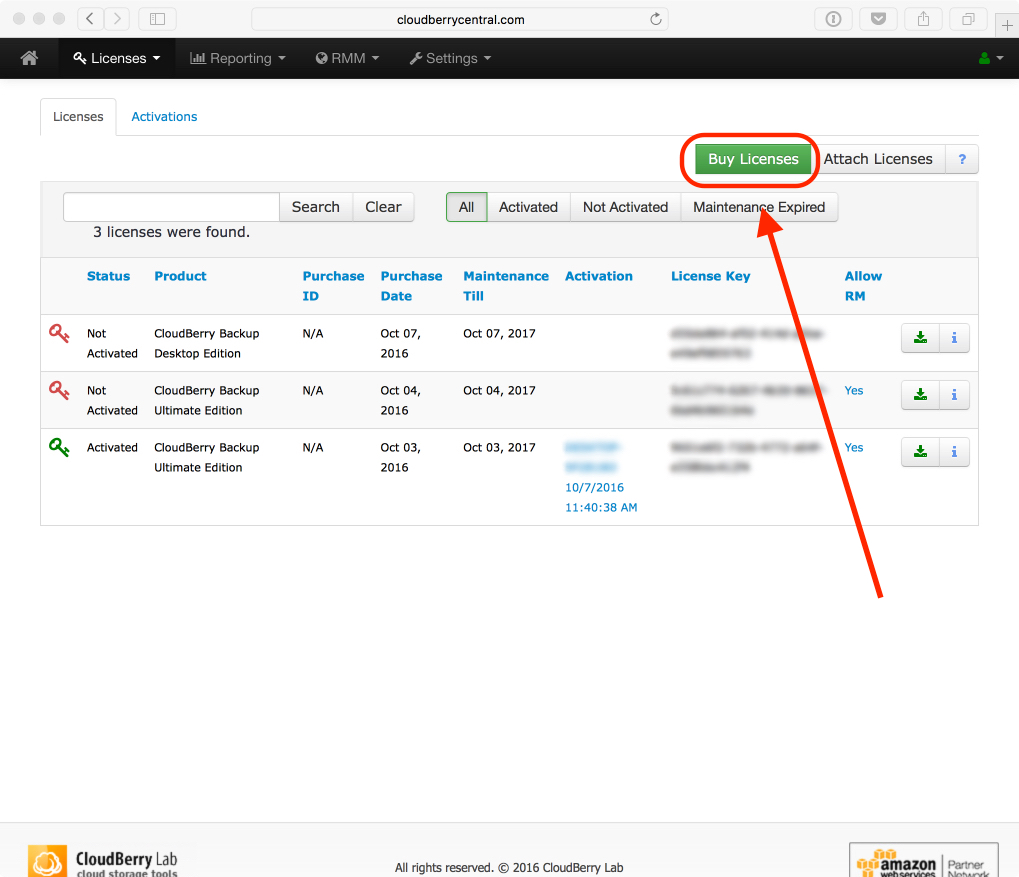 cloudberrycentral.com
Licenses Reporting RMM Settings
Licenses Activations
Buy Licenses Attach Licenses ?
Search Clear All Activated Not Activated Maintenance Expired
3 licenses were found.
Status Product Purchase Purchase Maintenance Activation License Key Allow
ID Date Till RM
Not CloudBerry Backup N/A Oct 07, Oct 07, 2017
Activated Desktop Edition 2016
Not CloudBerry Backup N/A Oct 04, Oct 04, 2017 Yes
Activated Ultimate Edition 2016
Activated CloudBerry Backup N/A Oct 03, Oct 03, 2017 Yes
Ultimate Edition 2016
10/7/2016
11:40:38 AM
CloudBerry Lab
cloud storage tools
All rights reserved. © 2016 CloudBerry Lab
amazon
webservices
Partner
Network